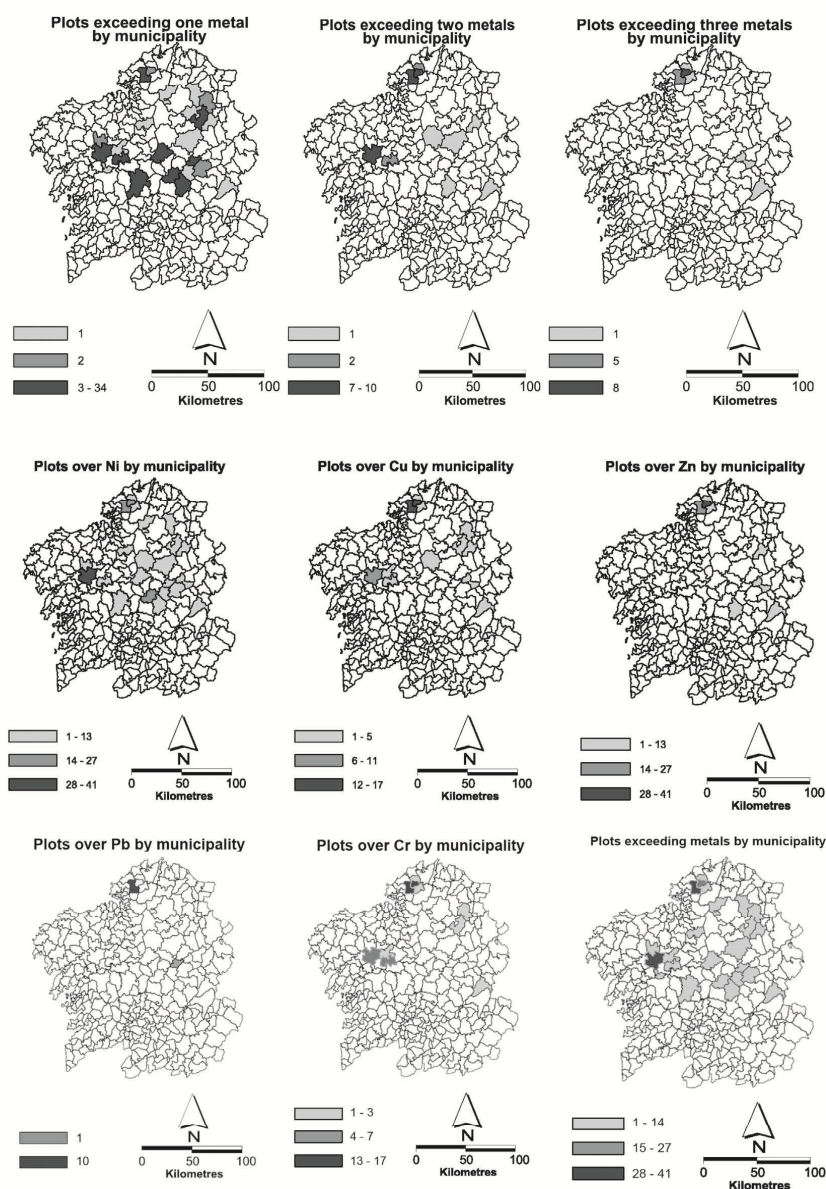 Plots exceeding one metal
by municipality
Plots exceeding two metals
by municipality
Plots exceeding three metals
by municipality
1
2
3 - 34
N
0 50 100
Kilometres
1
2
7 - 10
N
0 50 100
Kilometres
1
5
8
N
0 50 100
Kilometres
Plots over Ni by municipality
Plots over Cu by municipality
Plots over Zn by municipality
1 - 13
14 - 27
28 - 41
N
0 50 100
Kilometres
1 - 5
6 - 11
12 - 17
N
0 50 100
Kilometres
1 - 13
14 - 27
28 - 41
N
0 50 100
Kilometres
Plots over Pb by municipality
Plots over Cr by municipality
Plots exceeding metals by municipality
1
10
N
0 50 100
Kilometres
1 - 3
4 - 7
13 - 17
N
0 50 100
Kilometres
1 - 14
15 - 27
28 - 41
N
0 50 100
Kilometres